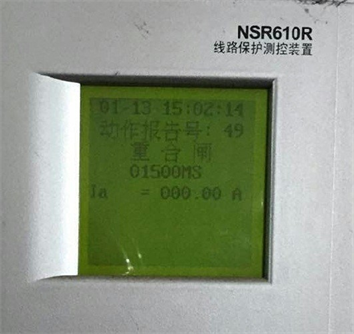 NSR610R
线路保护测控装置
01-13 15:02:14
动作报告号: 49
重合闸
01500MS
Ia = 000.00 A